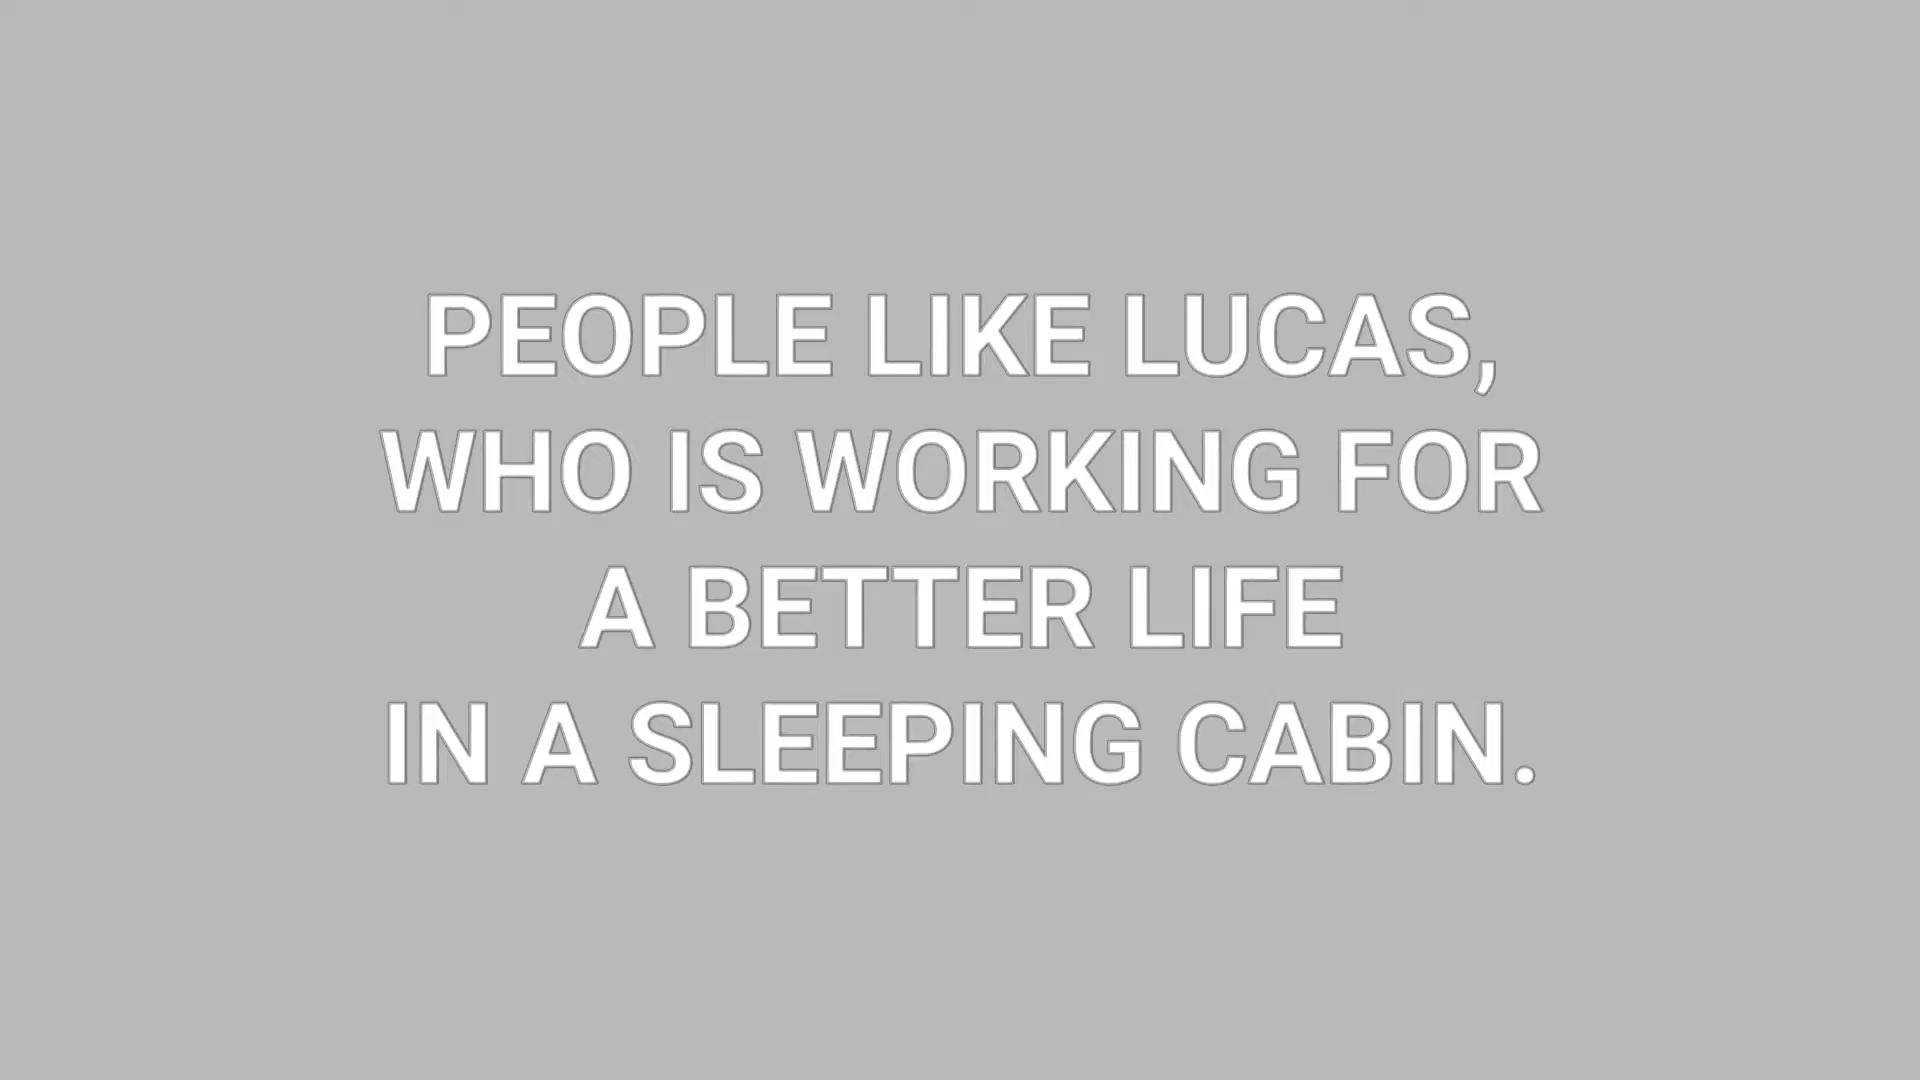 PEOPLE LIKE LUCAS,
WHO IS WORKING FOR
A BETTER LIFE
IN A SLEEPING CABIN.